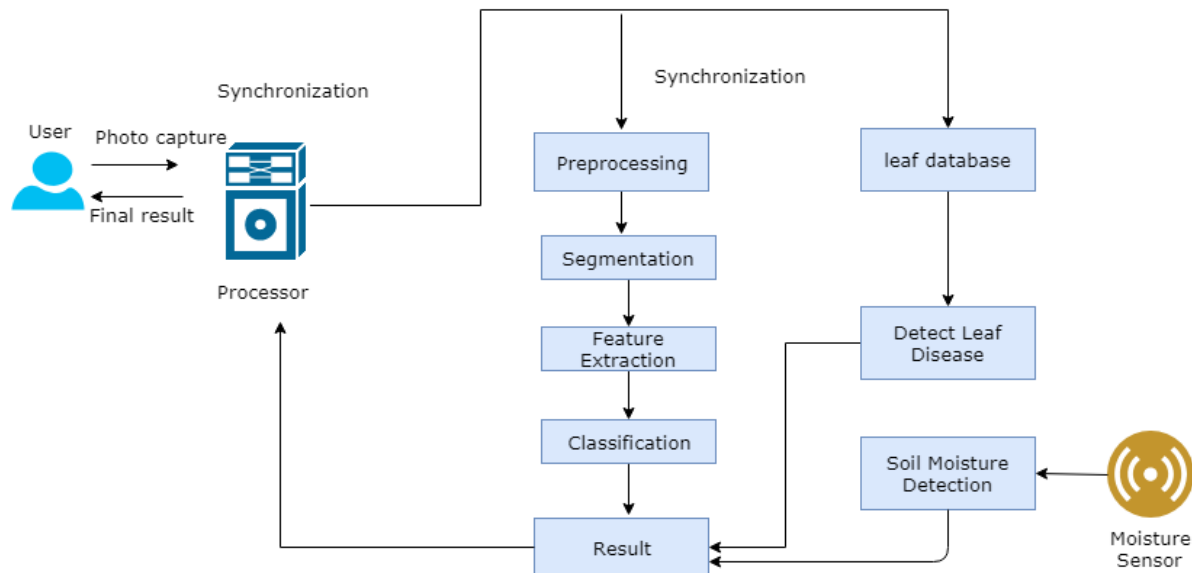 Synchronization
Synchronization
User
Photo capture
Final result
Processor
Preprocessing
leaf database
Segmentation
Feature
Extraction
Detect Leaf
Disease
Classification
Soil Moisture
Detection
Result
Moisture
Sensor